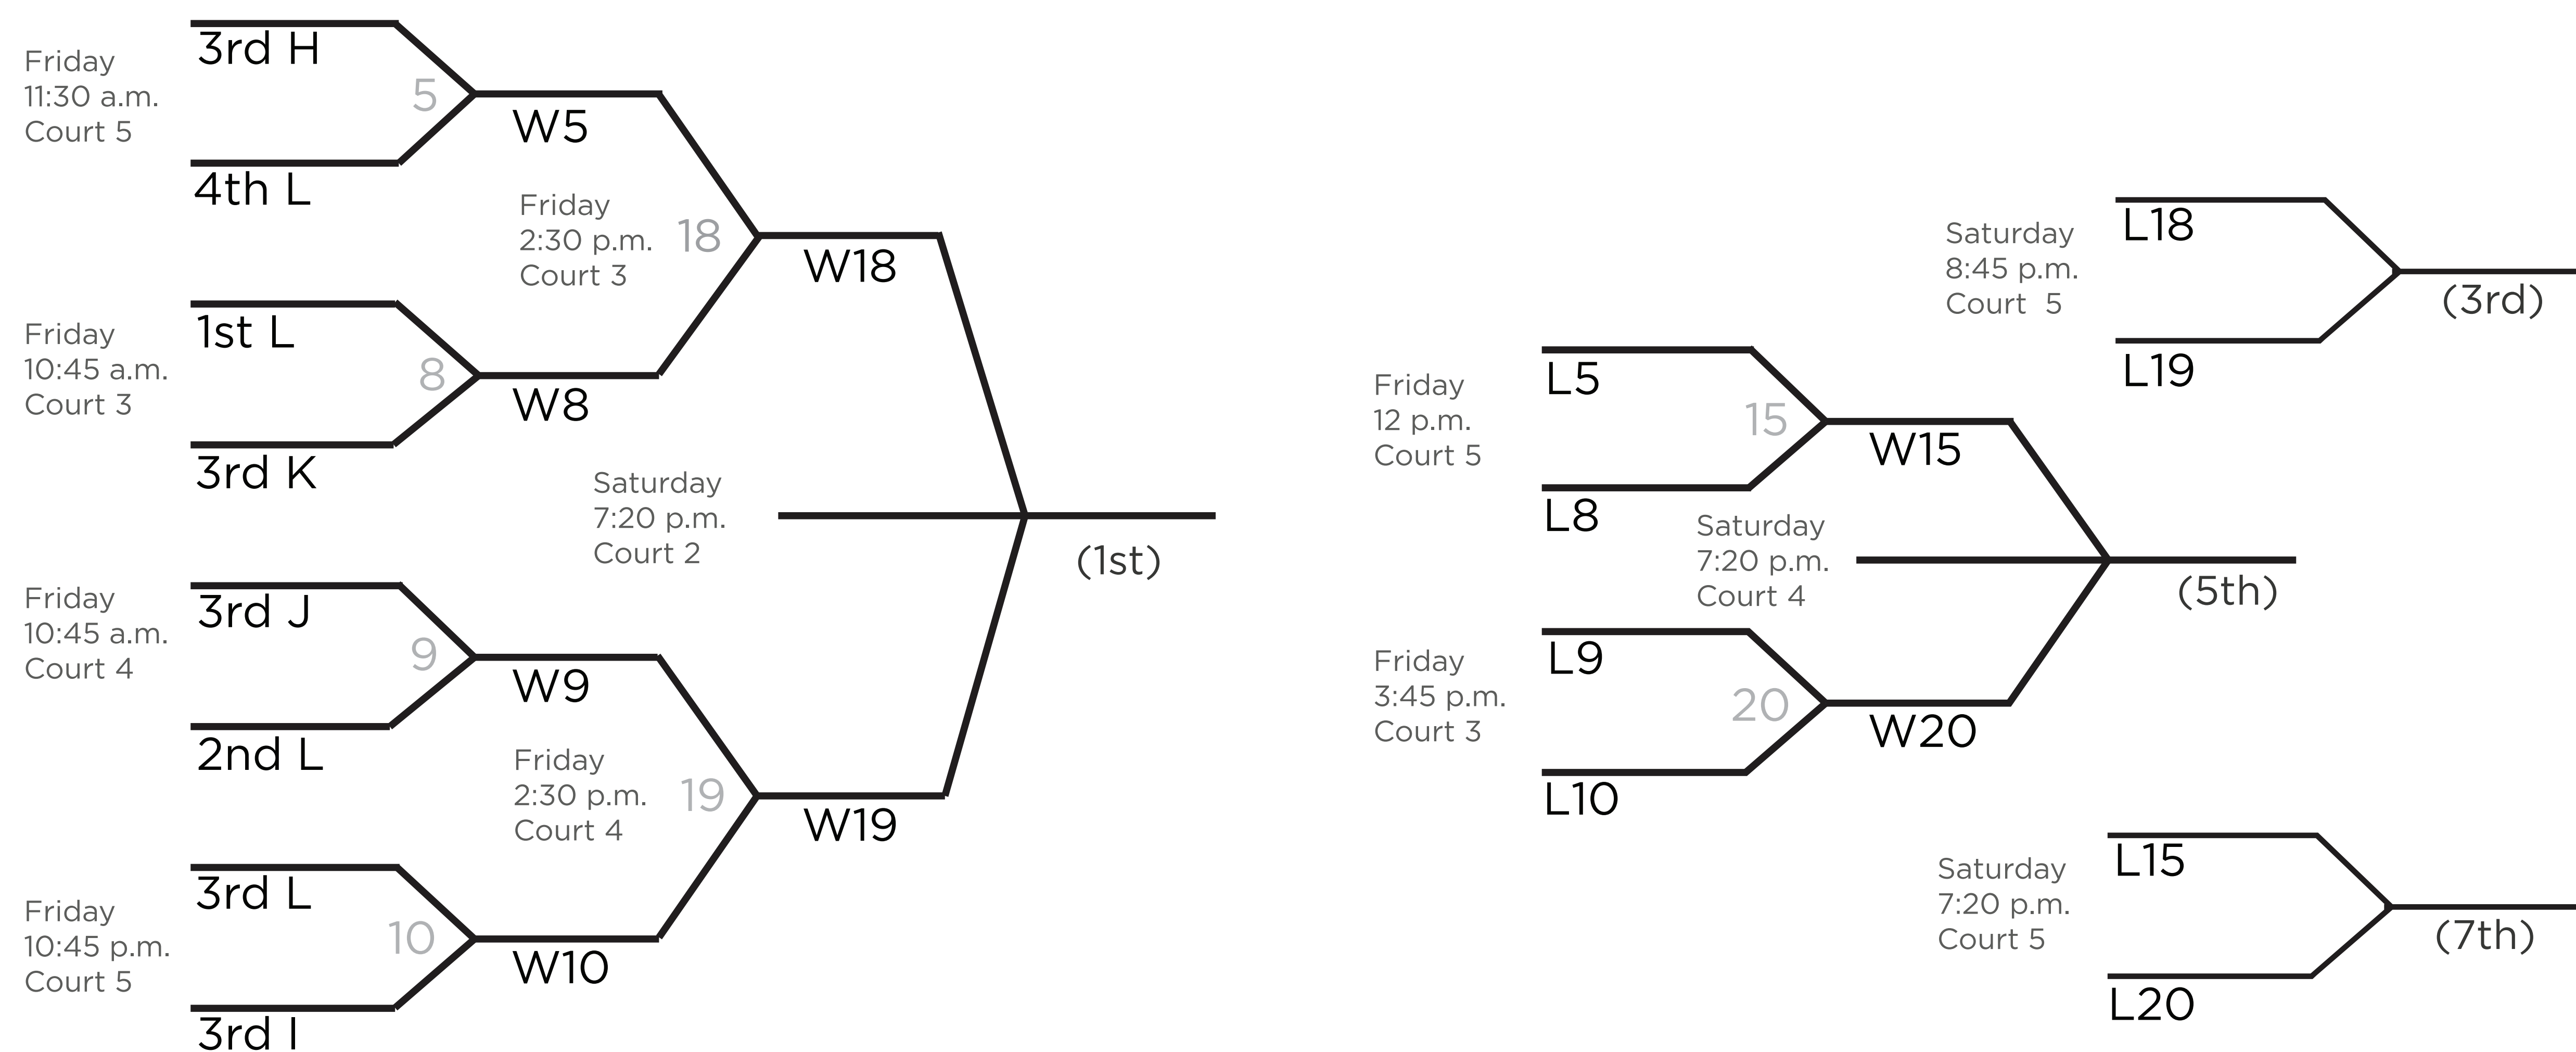 3rd H
Friday
11:30 a.m.
Court 5
5
4th L
W5
Friday
2:30 p.m.
Court 3
18
W18
1st L
Friday
10:45 a.m.
Court 3
8
3rd K
W8
Saturday
7:20 p.m.
Court 2
(1st)
3rd J
Friday
10:45 a.m.
Court 4
9
2nd L
W9
Friday
2:30 p.m.
Court 4
19
W19
3rd L
Friday
10:45 p.m.
Court 5
10
3rd I
W10
L18
Saturday
8:45 p.m.
Court  5
(3rd)
L19
L5
Friday
12 p.m.
Court 5
15
L8
W15
Saturday
7:20 p.m.
Court 4
(5th)
L9
Friday
3:45 p.m.
Court 3
20
L10
W20
L15
Saturday
7:20 p.m.
Court 5
(7th)
L20